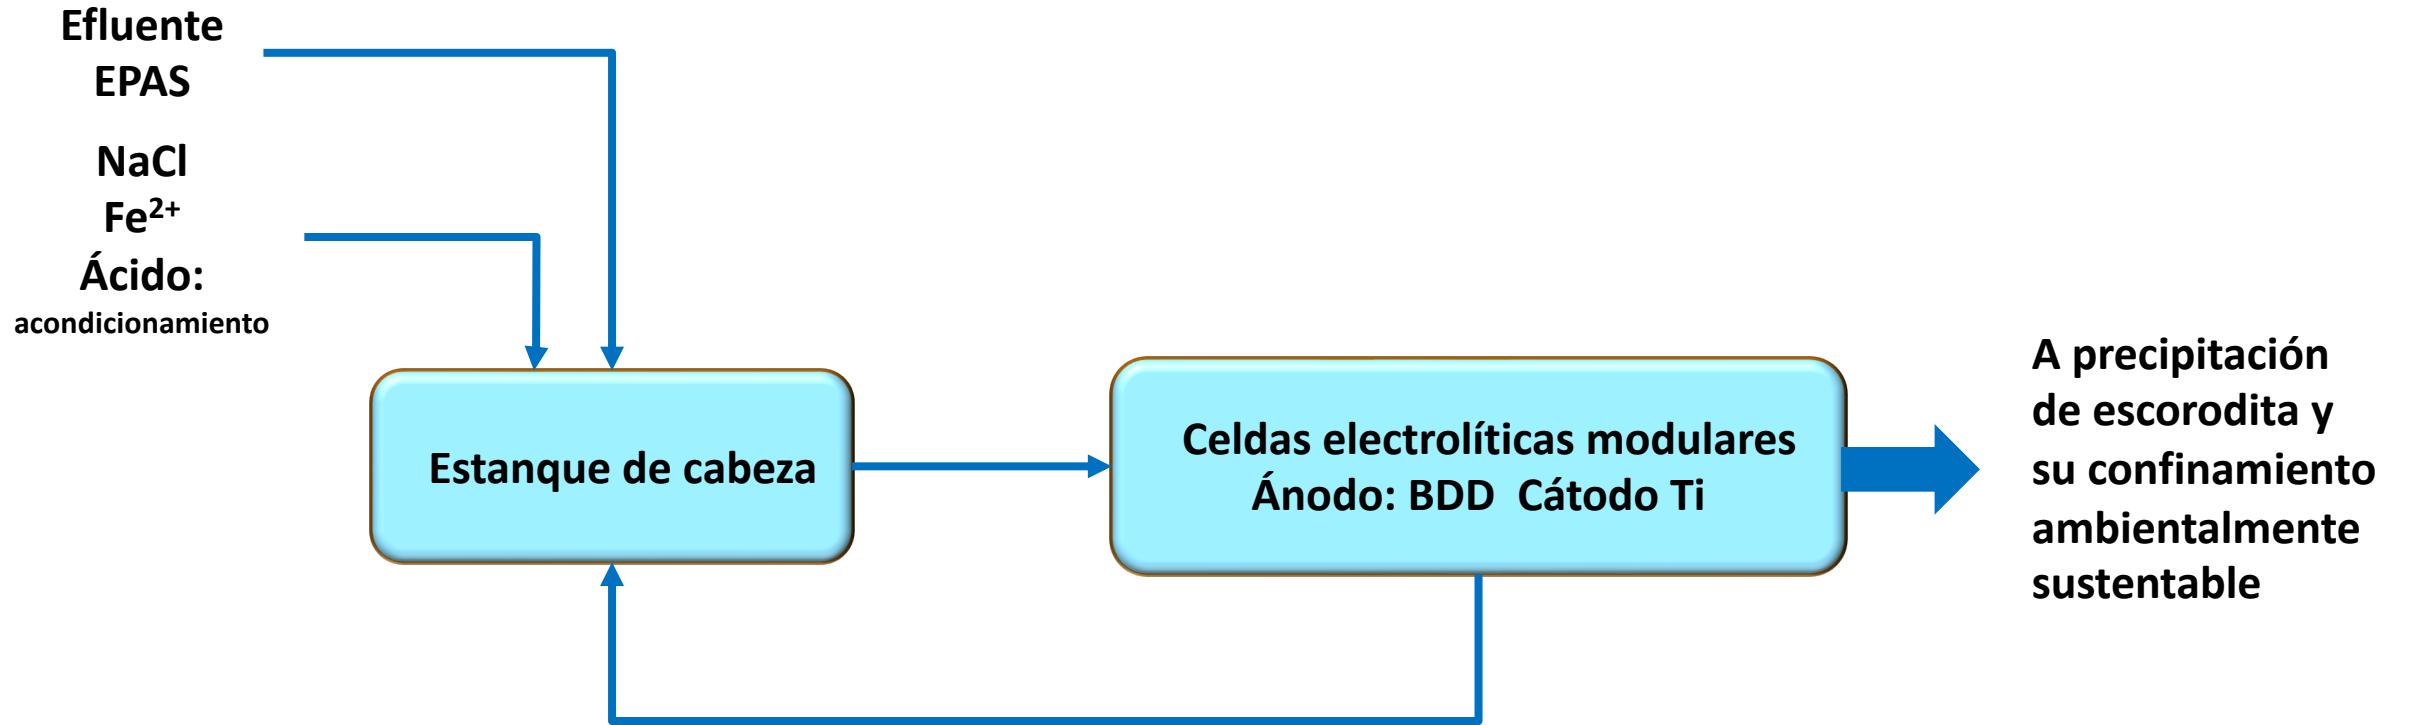 Efluente
EPAS
NaCl
Fe²⁺
Ácido:
acondicionamiento
Estanque de cabeza
Celdas electrolíticas modulares
Ánodo: BDD  Cátodo Ti
A precipitación
de escorodita y
su confinamiento
ambientalmente
sustentable